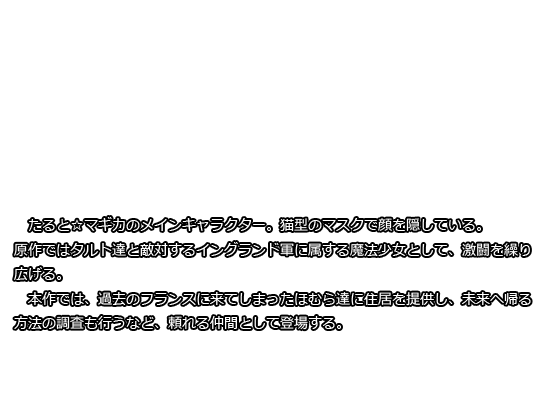 たると☆マギカのメインキャラクター。猫型のマスクで顔を隠している。
原作ではタルト達と敵対するイングランド軍に属する魔法少女として、激闘を繰り
広げる。
　本作では、過去のフランスに来てしまったほむら達に住居を提供し、未来へ帰る
方法の調査も行うなど、頼れる仲間として登場する。